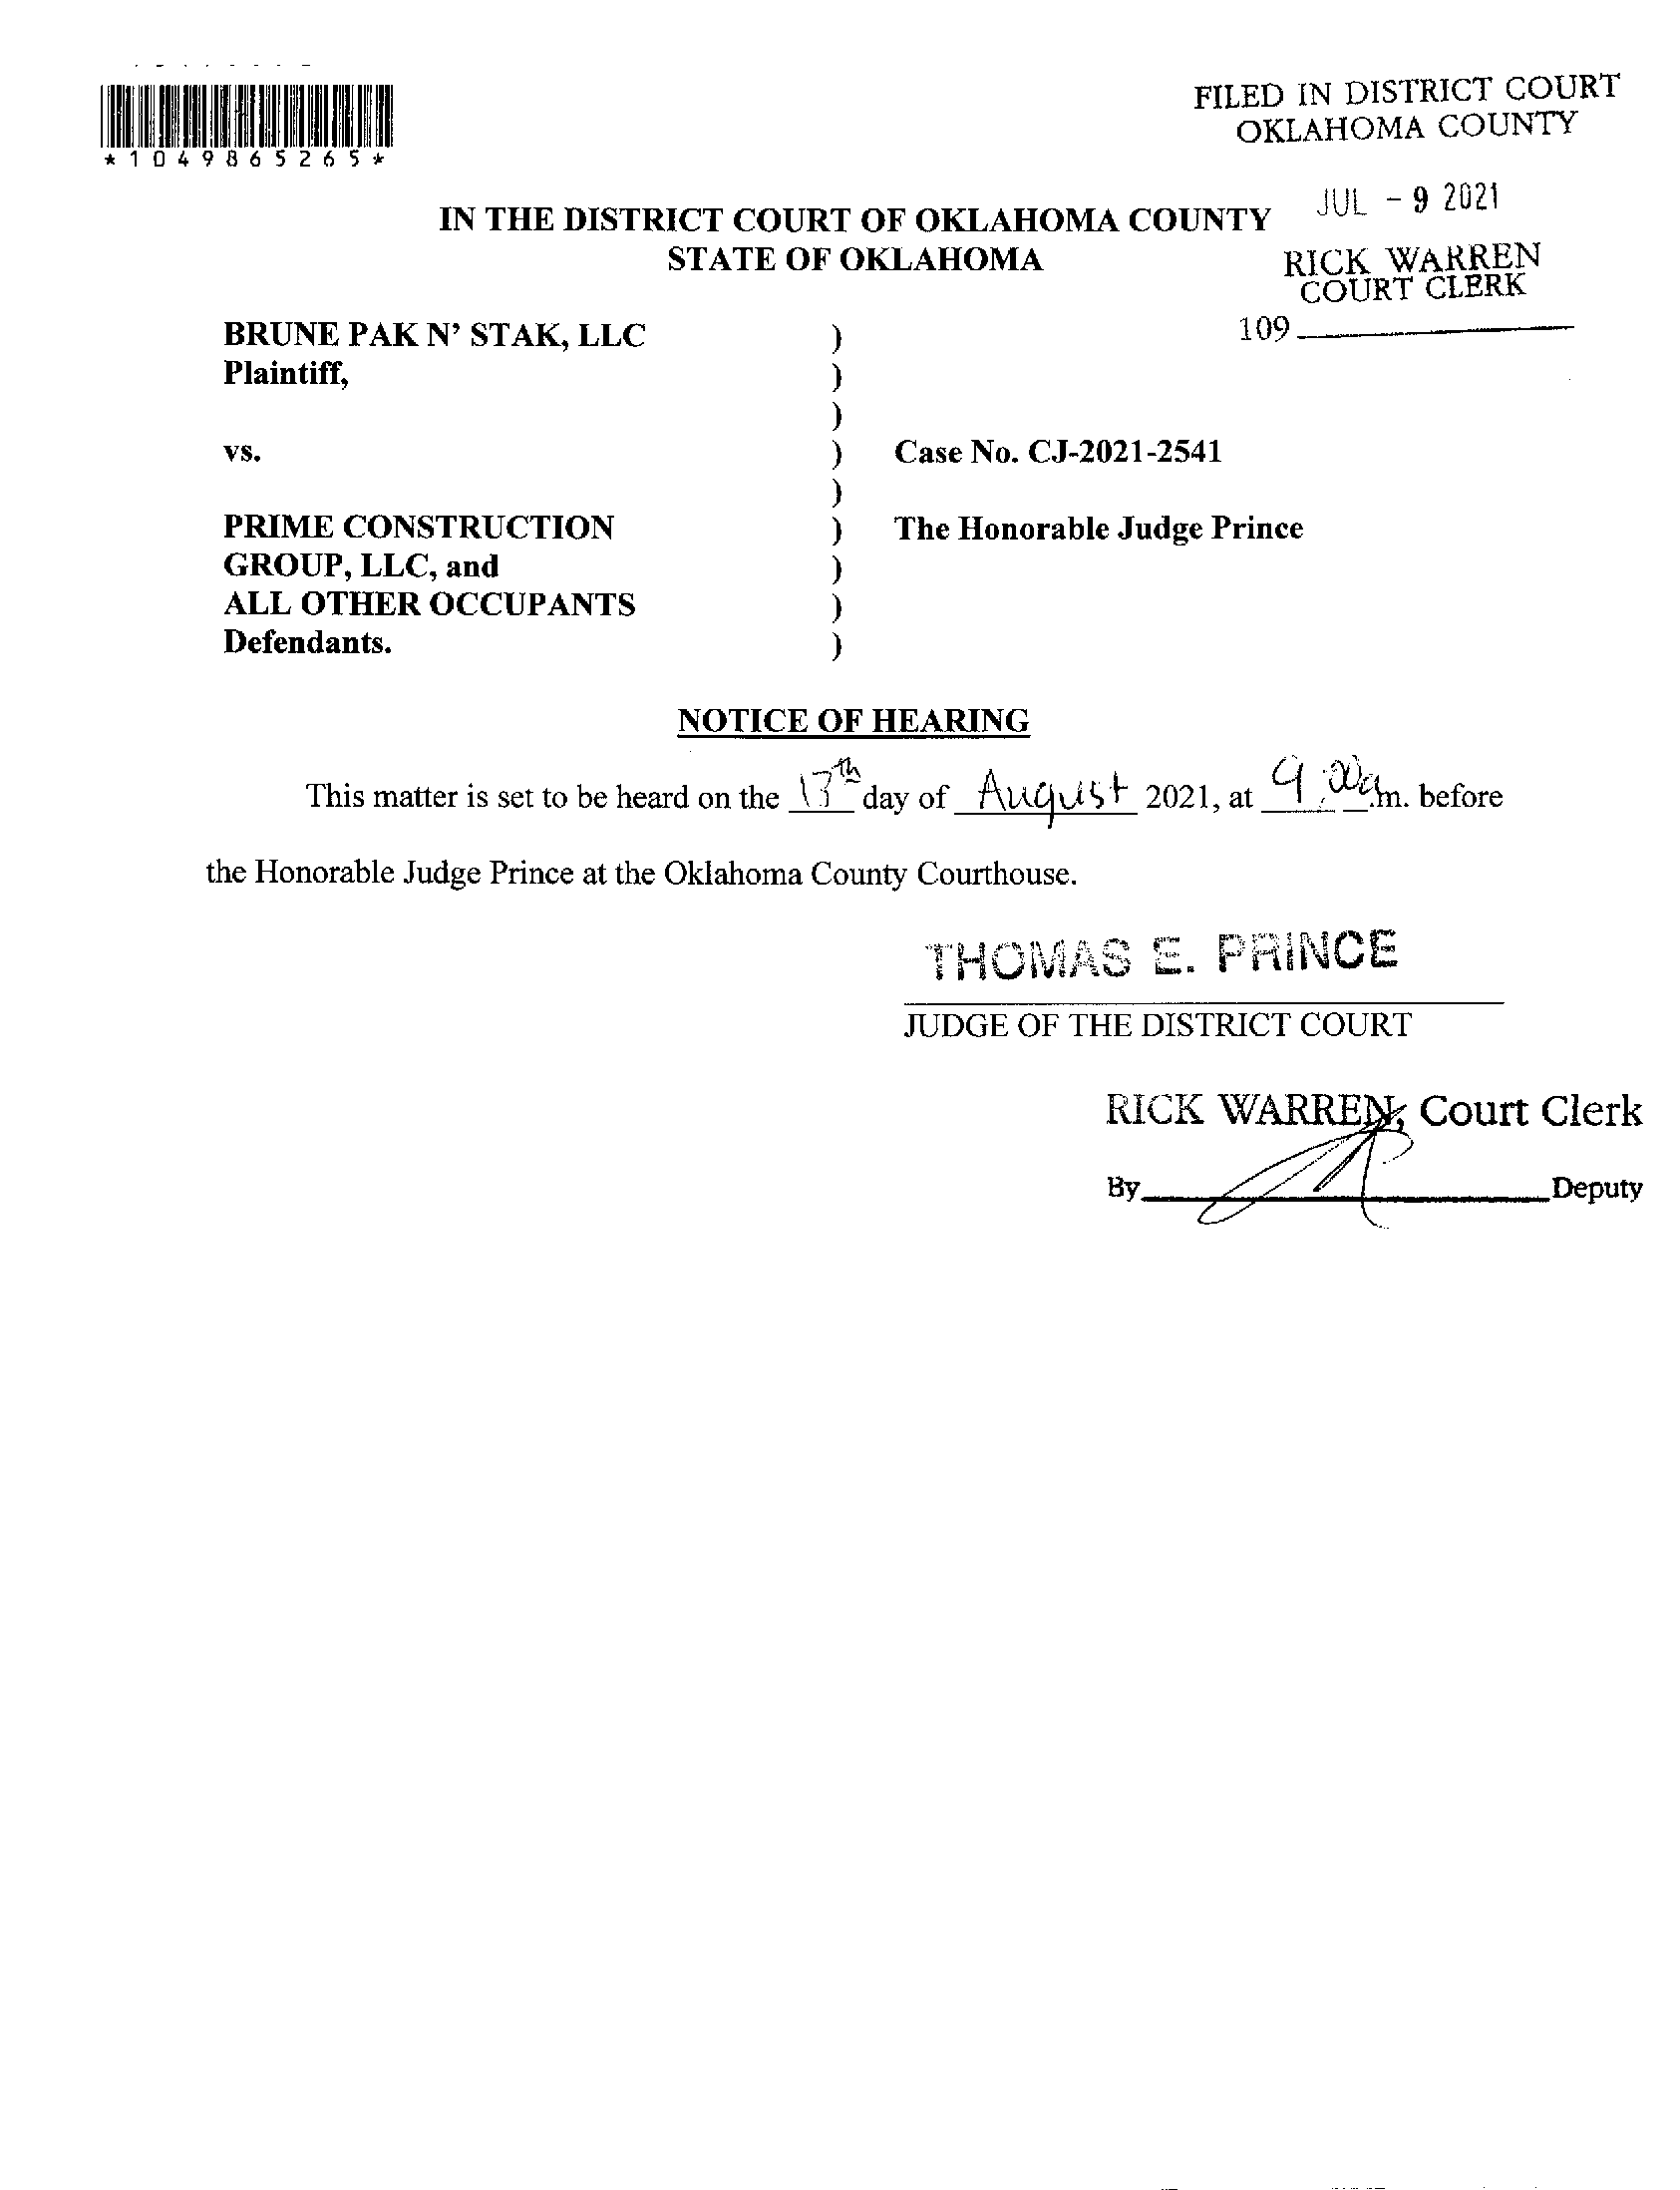 *1049865265*
FILED IN DISTRICT COURT
OKLAHOMA COUNTY
JUL - 9 2021
RICK WARREN
COURT CLERK
109
IN THE DISTRICT COURT OF OKLAHOMA COUNTY
STATE OF OKLAHOMA
BRUNE PAK N’ STAK, LLC )
Plaintiff, )
)
vs. ) Case No. CJ-2021-2541
)
PRIME CONSTRUCTION ) The Honorable Judge Prince
GROUP, LLC, and )
ALL OTHER OCCUPANTS )
Defendants. )
NOTICE OF HEARING
This matter is set to be heard on the 13th day of August 2021, at 9:00a.m. before
the Honorable Judge Prince at the Oklahoma County Courthouse.
THOMAS E. PRINCE
JUDGE OF THE DISTRICT COURT
RICK WARREN, Court Clerk
By Deputy